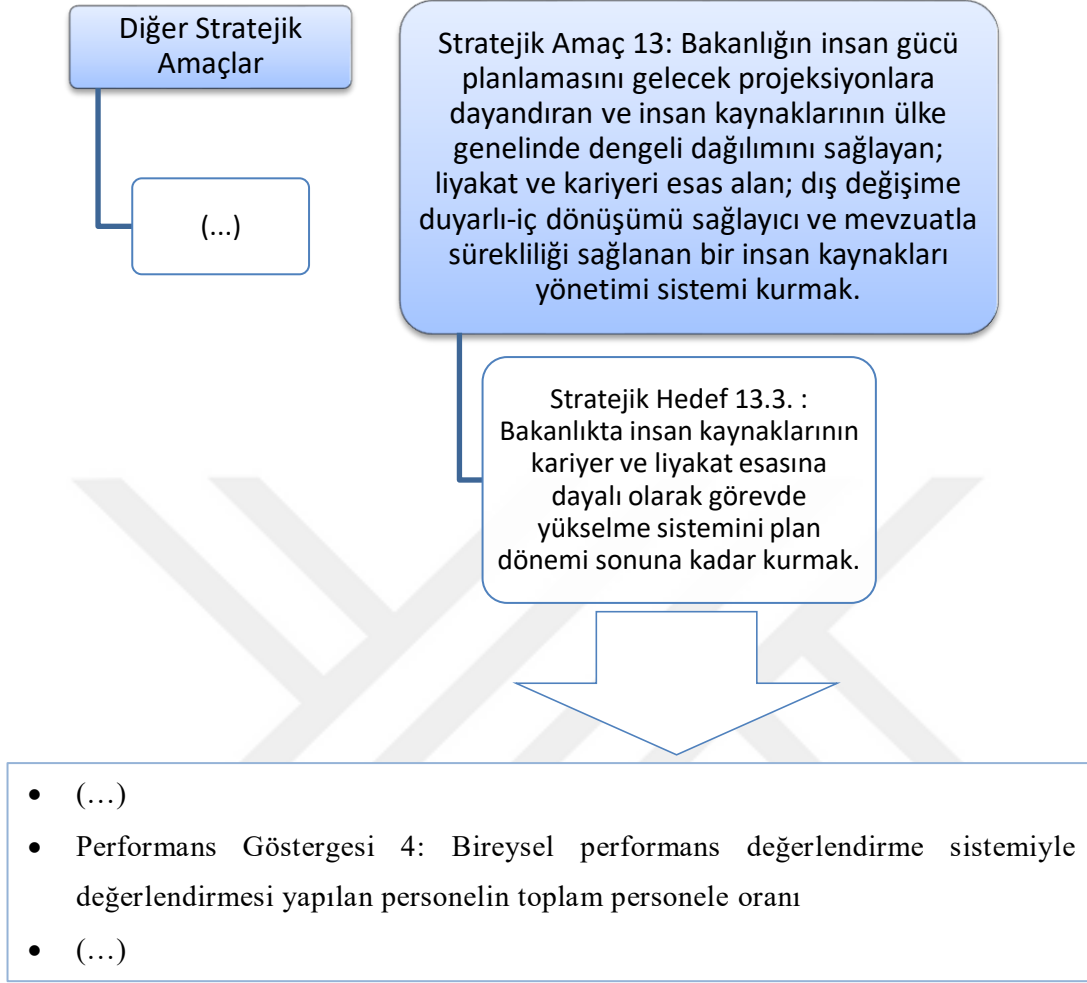 Diğer Stratejik
Amaçlar
(...)
Stratejik Amaç 13: Bakanlığın insan gücü
planlamasını gelecek projeksiyonlara
dayandıran ve insan kaynaklarının ülke
genelinde dengeli dağılımını sağlayan;
liyakat ve kariyeri esas alan; dış değişime
duyarlı-iç dönüşümü sağlayıcı ve mevzuatla
sürekliliği sağlanan bir insan kaynakları
yönetimi sistemi kurmak.
Stratejik Hedef 13.3. :
Bakanlıkta insan kaynaklarının
kariyer ve liyakat esasına
dayalı olarak görevde
yükselme sistemini plan
dönemi sonuna kadar kurmak.
• (…)
• Performans Göstergesi 4: Bireysel performans değerlendirme sistemiyle
değerlendirmesi yapılan personelin toplam personele oranı
• (…)